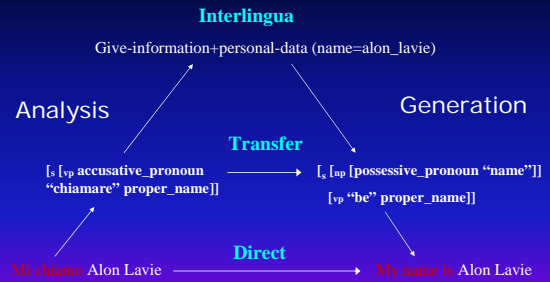 Interlingua
Give-information+personal-data (name=alon_lavie)
Analysis
Generation
Transfer
[s [vp accusative_pronoun
“chiamare” proper_name]]
[s [np [possessive_pronoun “name”]]
[vp “be” proper_name]]
Direct
Mi chiamo Alon Lavie
My name is Alon Lavie